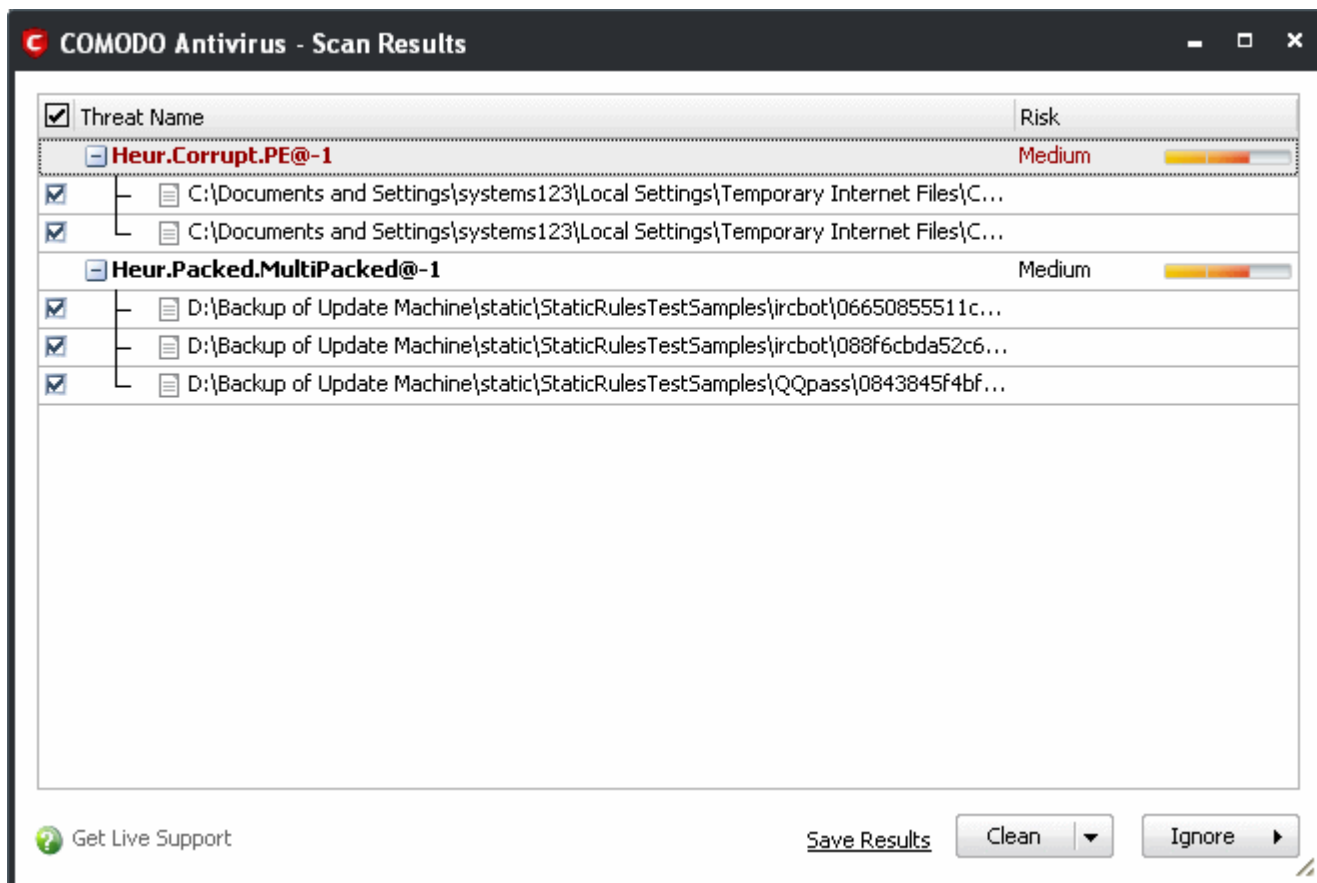 COMODO Antivirus - Scan Results
Threat Name Risk
Heur.Corrupt.PE@-1 Medium
C:\Documents and Settings\systems123\Local Settings\Temporary Internet Files\C...
C:\Documents and Settings\systems123\Local Settings\Temporary Internet Files\C...
Heur.Packed.MultiPacked@-1 Medium
D:\Backup of Update Machine\static\StaticRulesTestSamples\ircbot\06650855511c...
D:\Backup of Update Machine\static\StaticRulesTestSamples\ircbot\088f6cbda52c6...
D:\Backup of Update Machine\static\StaticRulesTestSamples\QQpass\0843845f4bf...
Get Live Support Save Results Clean Ignore